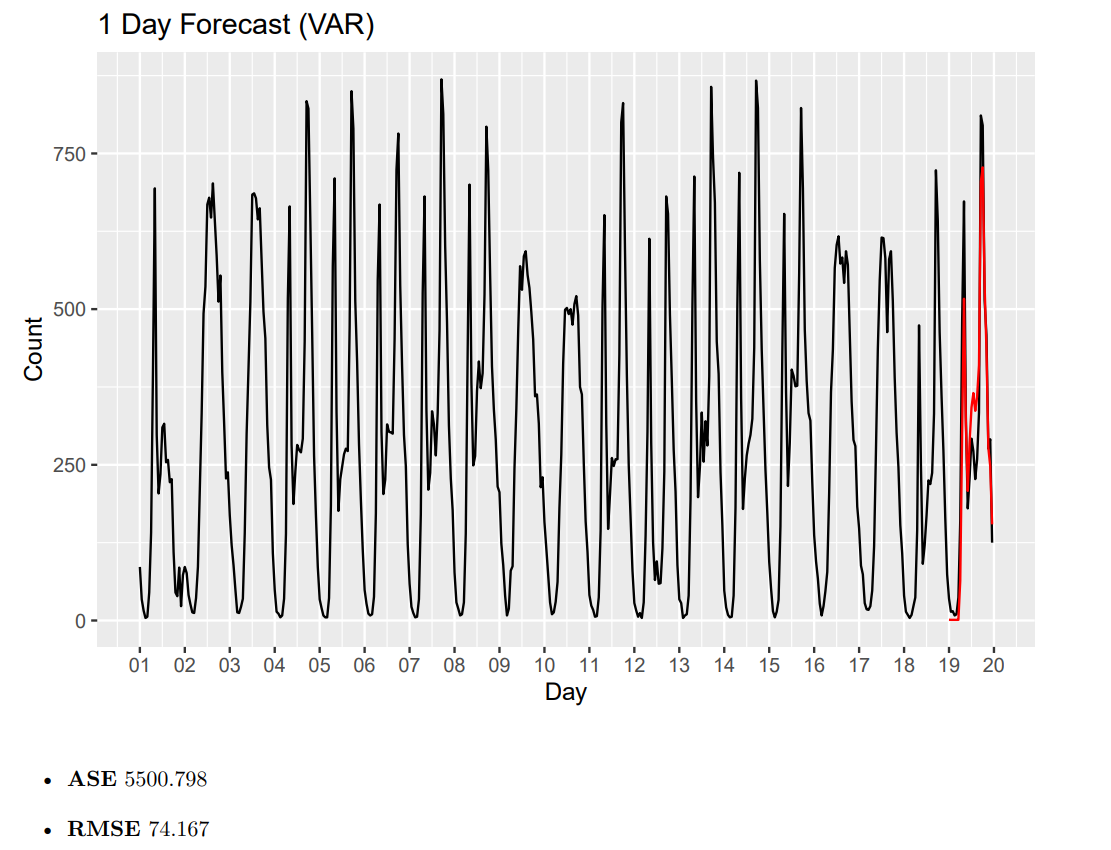 1 Day Forecast (VAR)
750
500
250
0
Count
01 02 03 04 05 06 07 08 09 10 11 12 13 14 15 16 17 18 19 20
Day
• ASE 5500.798
• RMSE 74.167